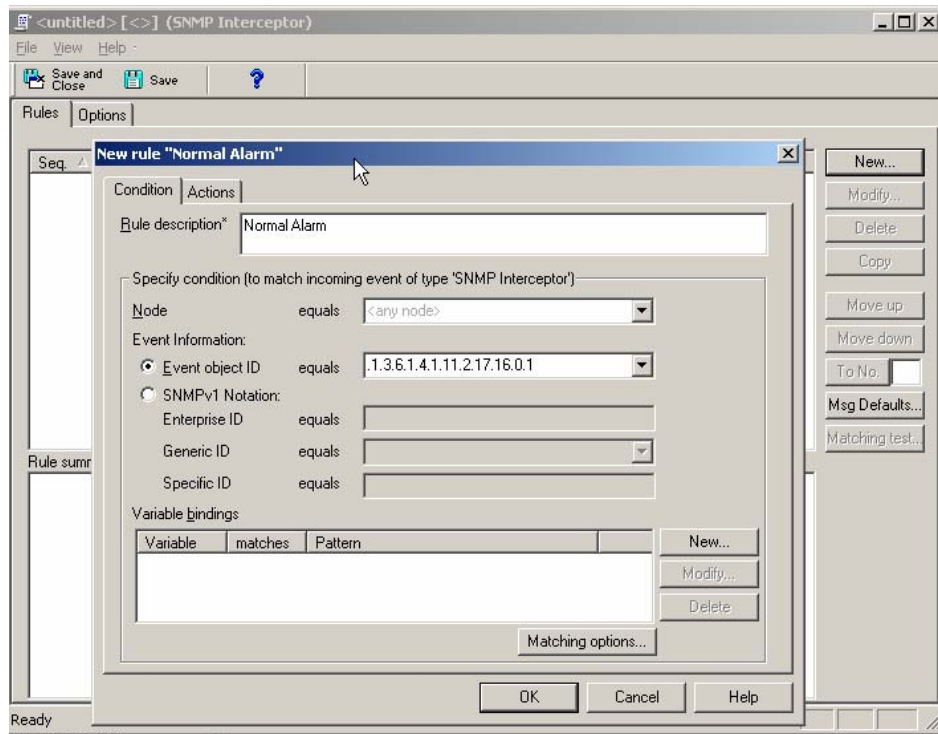 <untitled> [<>] (SNMP Interceptor)
File View Help
Save and Close Save ?
Rules Options
Seq.
New rule "Normal Alarm"
Condition Actions
Rule description* Normal Alarm
Specify condition (to match incoming event of type 'SNMP Interceptor')
Node equals <any node>
Event Information:
Event object ID equals .1.3.6.1.4.1.11.2.17.16.0.1
SNMPv1 Notation:
Enterprise ID equals
Generic ID equals
Specific ID equals
Variable bindings
Variable matches Pattern
New...
Modify...
Delete
Matching options...
OK Cancel Help
New...
Modify...
Delete
Copy
Move up
Move down
To No.
Msg Defaults...
Matching test...
Rule summ
Ready